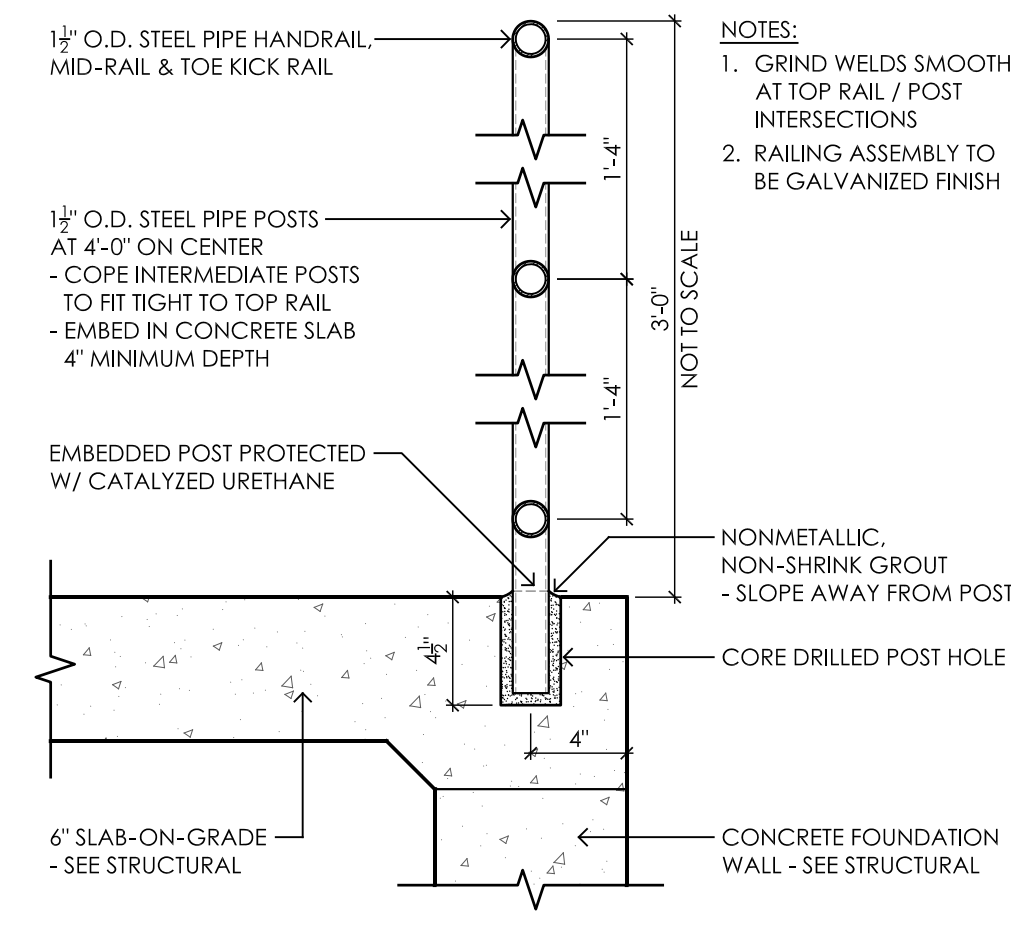 1½" O.D. STEEL PIPE HANDRAIL,
MID-RAIL & TOE KICK RAIL
1½" O.D. STEEL PIPE POSTS
AT 4'-0" ON CENTER
- COPE INTERMEDIATE POSTS
TO FIT TIGHT TO TOP RAIL
- EMBED IN CONCRETE SLAB
4" MINIMUM DEPTH
EMBEDDED POST PROTECTED
W/ CATALYZED URETHANE
6" SLAB-ON-GRADE
- SEE STRUCTURAL
1'-4"
1'-4"
3'-0"
NOT TO SCALE
4½"
4"
NOTES:
1. GRIND WELDS SMOOTH
AT TOP RAIL / POST
INTERSECTIONS
2. RAILING ASSEMBLY TO
BE GALVANIZED FINISH
NONMETALLIC,
NON-SHRINK GROUT
- SLOPE AWAY FROM POST
CORE DRILLED POST HOLE
CONCRETE FOUNDATION
WALL - SEE STRUCTURAL